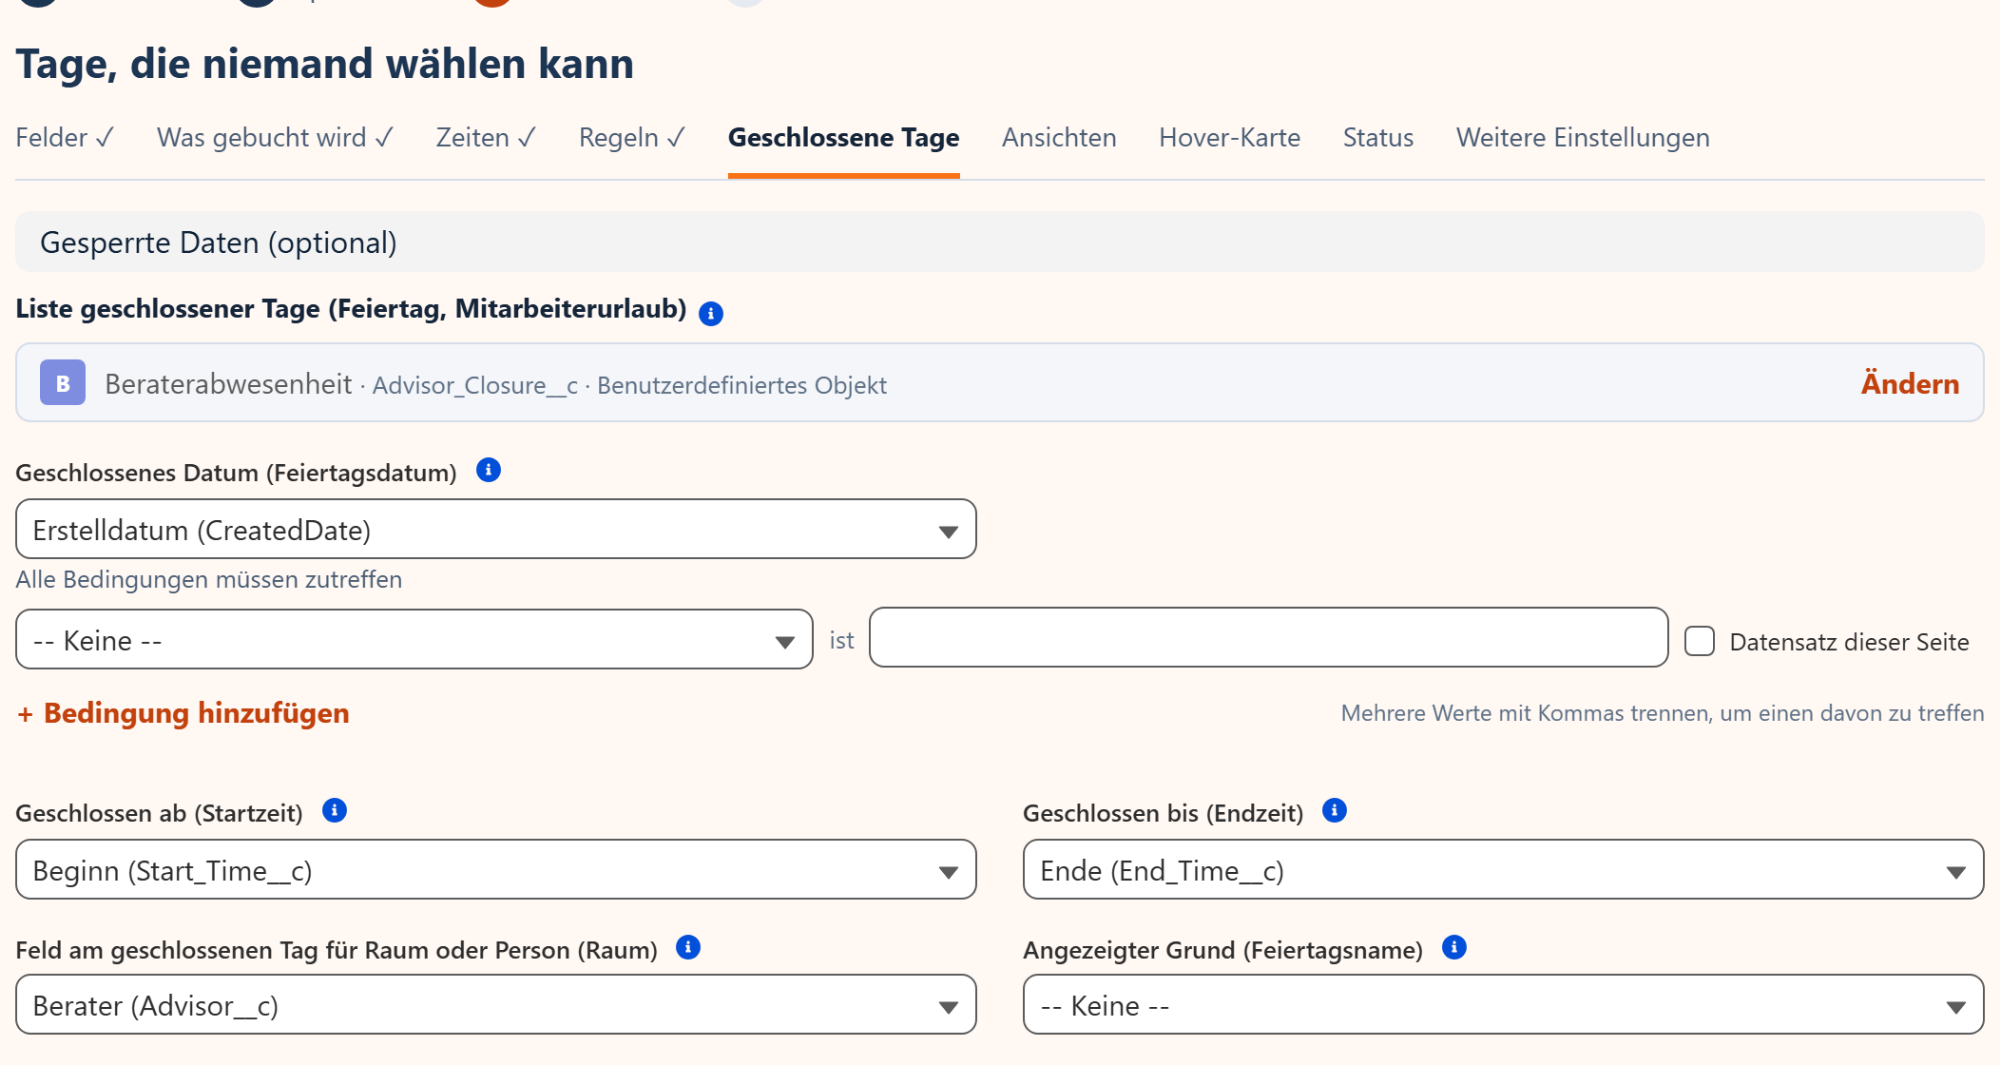 Tage, die niemand wählen kann
Felder ✓ Was gebucht wird ✓ Zeiten ✓ Regeln ✓ Geschlossene Tage Ansichten Hover-Karte Status Weitere Einstellungen
Gesperrte Daten (optional)
Liste geschlossener Tage (Feiertag, Mitarbeiterurlaub) i
B Beraterabwesenheit · Advisor_Closure__c · Benutzerdefiniertes Objekt Ändern
Geschlossenes Datum (Feiertagsdatum) i
Erstelldatum (CreatedDate)
Alle Bedingungen müssen zutreffen
-- Keine -- ist Datensatz dieser Seite
+ Bedingung hinzufügen Mehrere Werte mit Kommas trennen, um einen davon zu treffen
Geschlossen ab (Startzeit) i Geschlossen bis (Endzeit) i
Beginn (Start_Time__c) Ende (End_Time__c)
Feld am geschlossenen Tag für Raum oder Person (Raum) i Angezeigter Grund (Feiertagsname) i
Berater (Advisor__c) -- Keine --